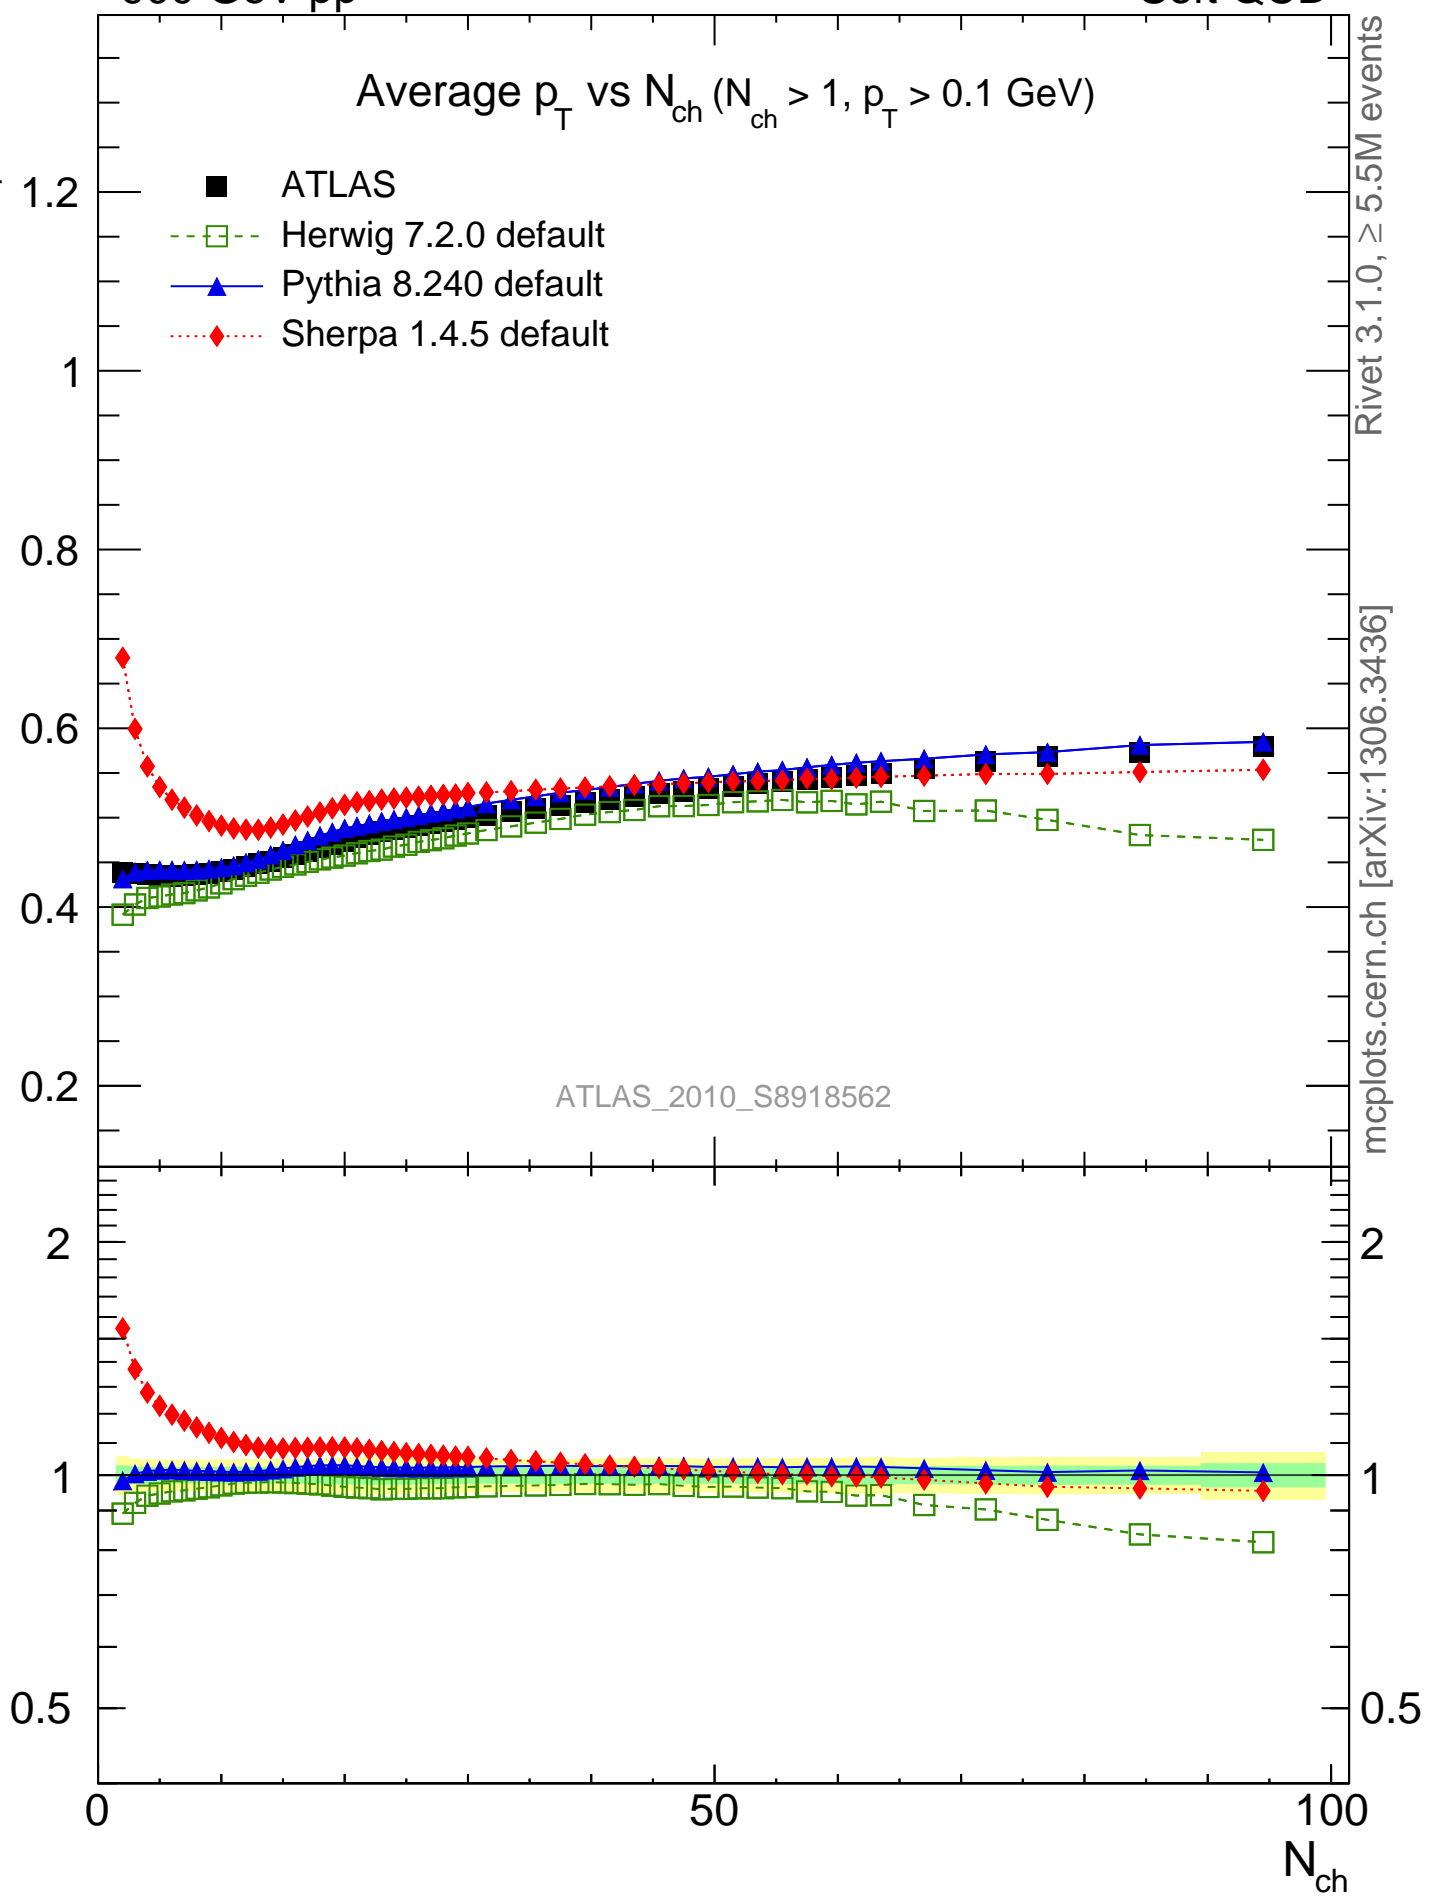 Average p_T vs N_ch (N_ch > 1, p_T > 0.1 GeV)
ATLAS
Herwig 7.2.0 default
Pythia 8.240 default
Sherpa 1.4.5 default
1.2
1
0.8
0.6
0.4
0.2
ATLAS_2010_S8918562
Rivet 3.1.0, ≥ 5.5M events
mcplots.cern.ch [arXiv:1306.3436]
2
1
0.5
2
1
0.5
0
50
100
N_ch